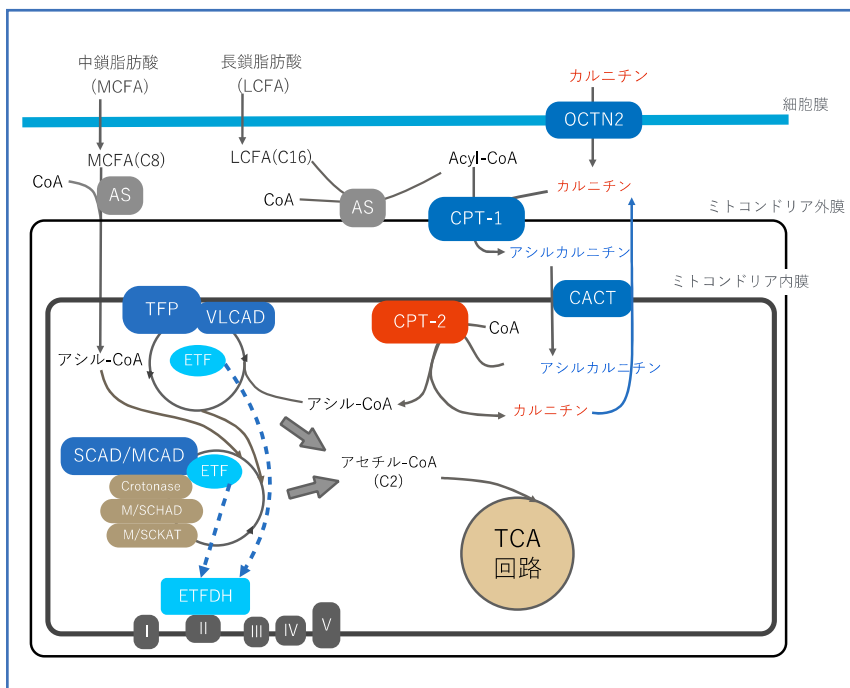 中鎖脂肪酸
(MCFA)
長鎖脂肪酸
(LCFA)
カルニチン
細胞膜
OCTN2
MCFA(C8)
LCFA(C16)
Acyl-CoA
CoA
AS
CoA
AS
カルニチン
CPT-1
ミトコンドリア外膜
アシルカルニチン
ミトコンドリア内膜
TFP
VLCAD
CPT-2
CoA
CACT
アシル-CoA
ETF
アシルカルニチン
アシル-CoA
カルニチン
SCAD/MCAD
ETF
アセチル-CoA
(C2)
Crotonase
M/SCHAD
M/SCKAT
TCA
回路
ETFDH
I
II
III
IV
V